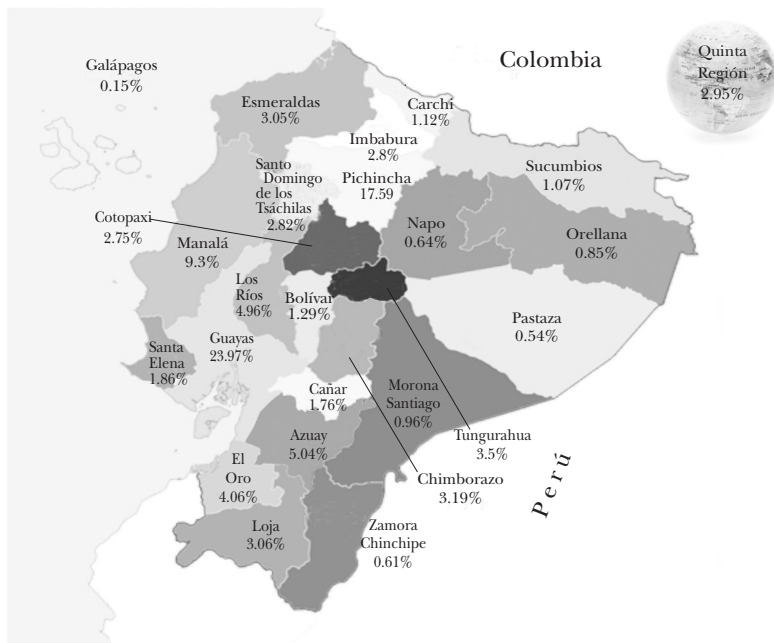 Colombia
Quinta
Región
2.95%
Galápagos
0.15%
Esmeraldas
3.05%
Carchi
1.12%
Imbabura
2.8%
Sucumbios
1.07%
Santo
Domingo
de los
Tsáchilas
2.82%
Pichincha
17.59
Cotopaxi
2.75%
Manalá
9.3%
Napo
0.64%
Orellana
0.85%
Los
Ríos
4.96%
Bolívar
1.29%
Pastaza
0.54%
Guayas
23.97%
Santa
Elena
1.86%
Cañar
1.76%
Morona
Santiago
0.96%
Azuay
5.04%
Tungurahua
3.5%
Chimborazo
3.19%
Perú
El
Oro
4.06%
Loja
3.06%
Zamora
Chinchipe
0.61%